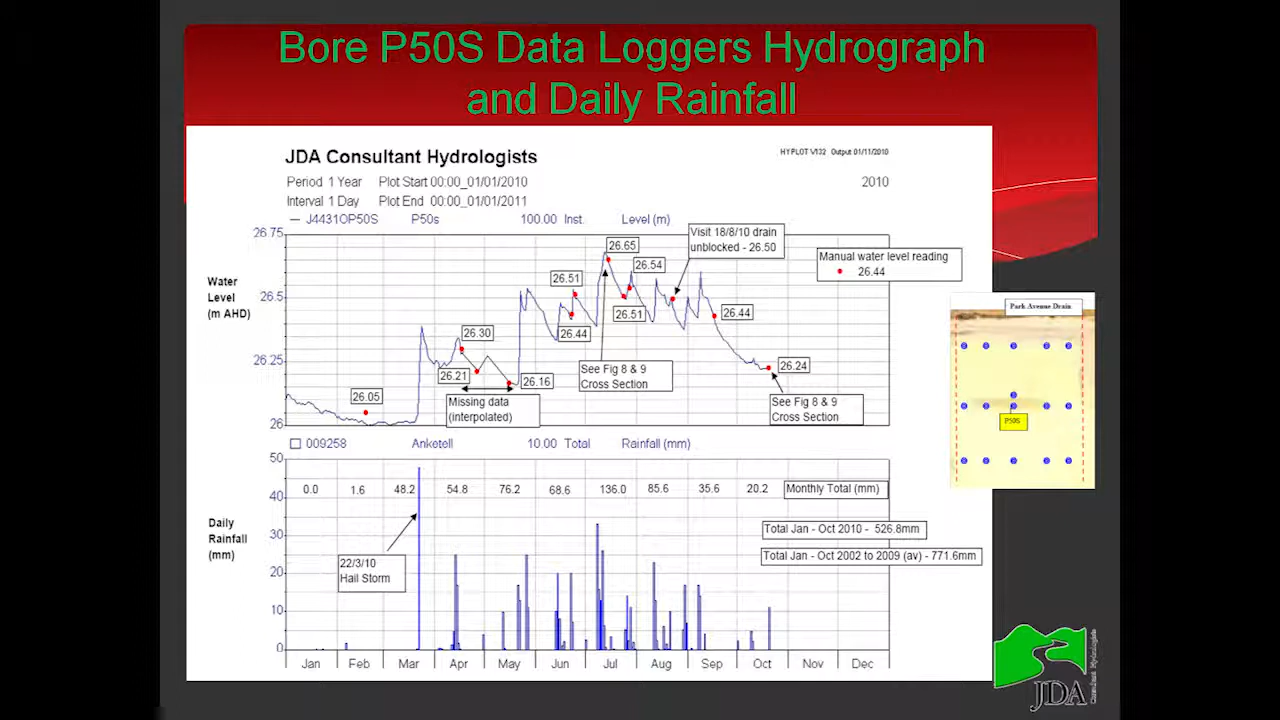 Bore P50S Data Loggers Hydrograph
and Daily Rainfall
JDA Consultant Hydrologists
HYPLOT V132 Output 01/11/2010
Period 1 Year Plot Start 00:00_01/01/2010
2010
Interval 1 Day Plot End 00:00_01/01/2011
J4431OP50S P50s 100.00 Inst. Level (m)
26.75
26.5
26.25
26
Water
Level
(m AHD)
26.05
26.30
26.21
26.16
Missing data
(interpolated)
26.51
26.44
26.65
26.54
26.51
See Fig 8 & 9
Cross Section
Visit 18/8/10 drain
unblocked - 26.50
26.44
26.24
See Fig 8 & 9
Cross Section
Manual water level reading
26.44
Park Avenue Drain
P50S
009258 Anketell 10.00 Total Rainfall (mm)
50
40
30
20
10
0
Daily
Rainfall
(mm)
0.0 1.6 48.2 54.8 76.2 68.6 136.0 85.6 35.6 20.2 Monthly Total (mm)
22/3/10
Hail Storm
Total Jan - Oct 2010 - 526.8mm
Total Jan - Oct 2002 to 2009 (av) - 771.6mm
Jan Feb Mar Apr May Jun Jul Aug Sep Oct Nov Dec
JDA
Consultant Hydrologists